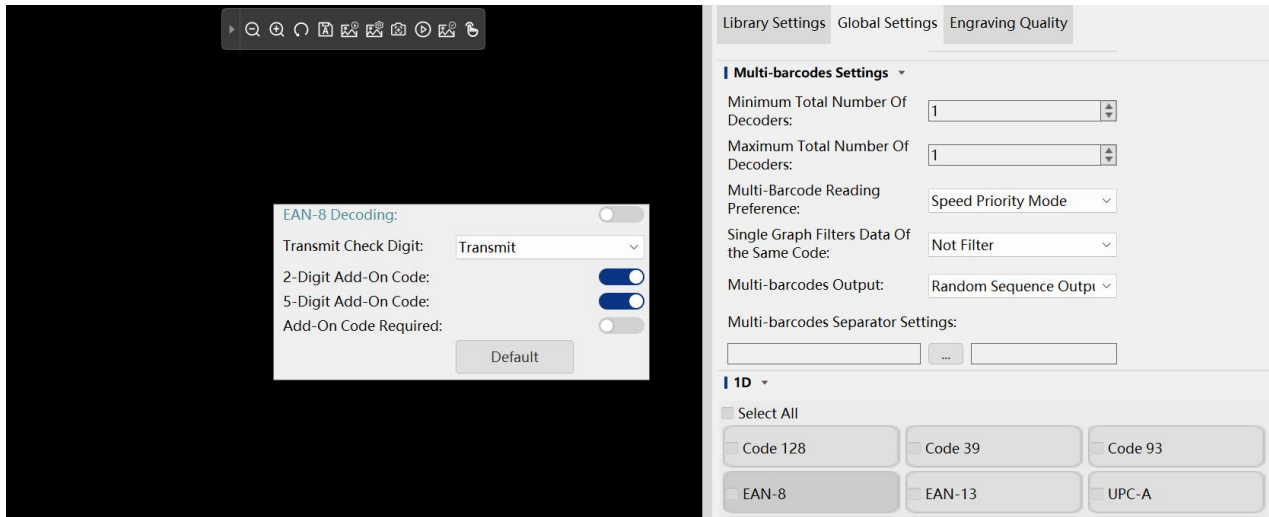 Library Settings Global Settings Engraving Quality
Multi-barcodes Settings
Minimum Total Number Of
Decoders:
1
Maximum Total Number Of
Decoders:
1
Multi-Barcode Reading
Preference:
Speed Priority Mode
Single Graph Filters Data Of
the Same Code:
Not Filter
Multi-barcodes Output:
Random Sequence Outpu
Multi-barcodes Separator Settings:
...
1D
Select All
Code 128 Code 39 Code 93
EAN-8 EAN-13 UPC-A
EAN-8 Decoding:
Transmit Check Digit: Transmit
2-Digit Add-On Code:
5-Digit Add-On Code:
Add-On Code Required:
Default